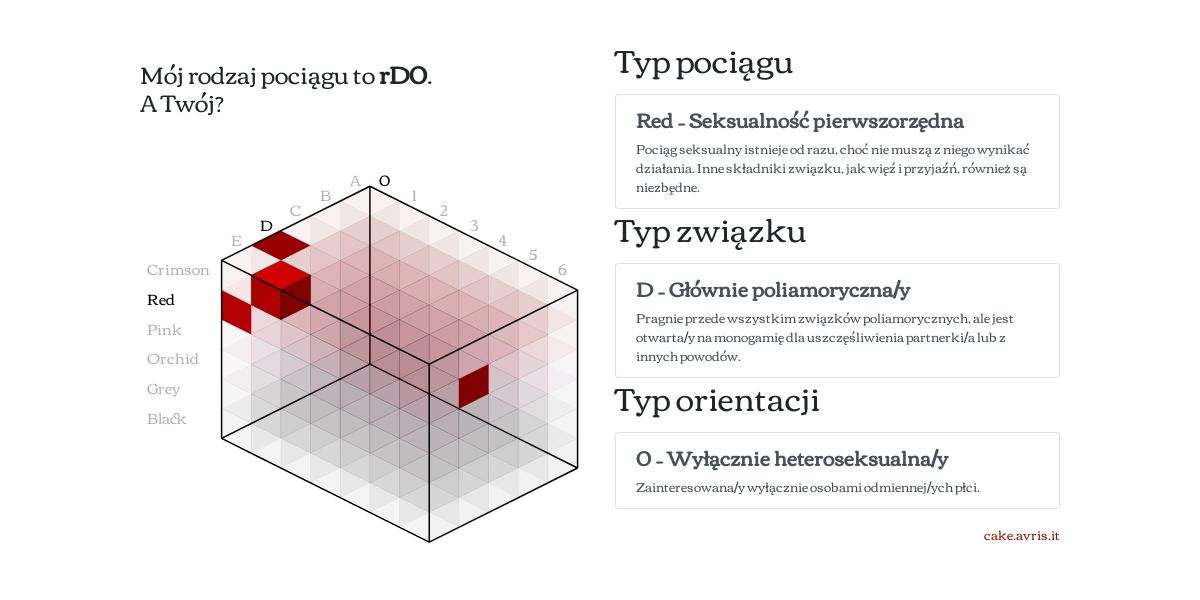 Mój rodzaj pociągu to rDO.
A Twój?
A O
B 1
C 2
D 3
E 4
5
6
Crimson
Red
Pink
Orchid
Grey
Black
Typ pociągu
Red – Seksualność pierwszorzędna
Pociąg seksualny istnieje od razu, choć nie muszą z niego wynikać
działania. Inne składniki związku, jak więź i przyjaźń, również są
niezbędne.
Typ związku
D – Głównie poliamoryczna/y
Pragnie przede wszystkim związków poliamorycznych, ale jest
otwarta/y na monogamię dla uszczęśliwienia partnerki/a lub z
innych powodów.
Typ orientacji
0 – Wyłącznie heteroseksualna/y
Zainteresowana/y wyłącznie osobami odmiennej/ych płci.
cake.avris.it